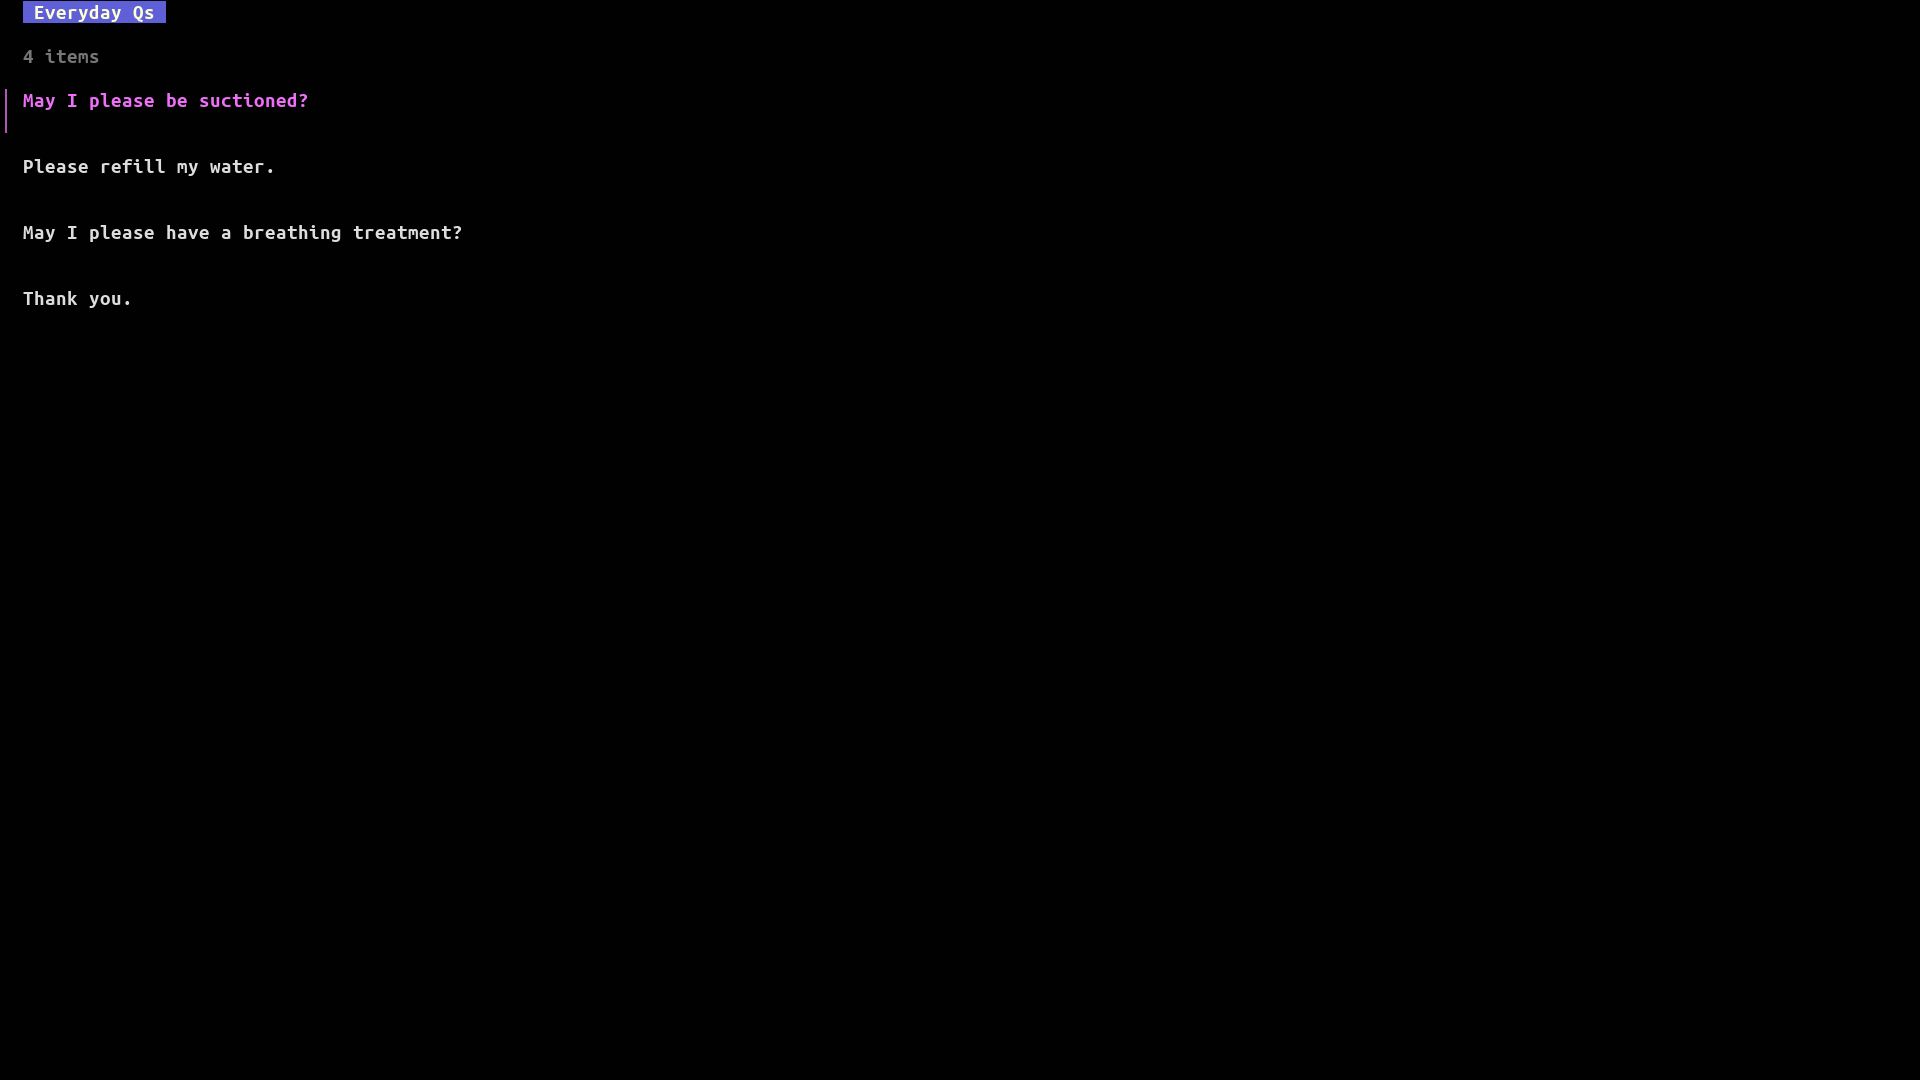 Everyday Qs
4 items
May I please be suctioned?
Please refill my water.
May I please have a breathing treatment?
Thank you.